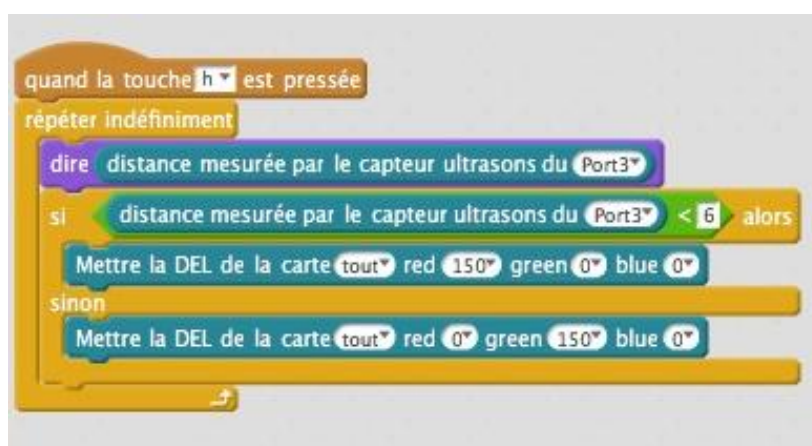 quand la touche h est pressée
répéter indéfiniment
dire distance mesurée par le capteur ultrasons du Port3
si distance mesurée par le capteur ultrasons du Port3 < 6 alors
Mettre la DEL de la carte tout red 150 green 0 blue 0
sinon
Mettre la DEL de la carte tout red 0 green 150 blue 0